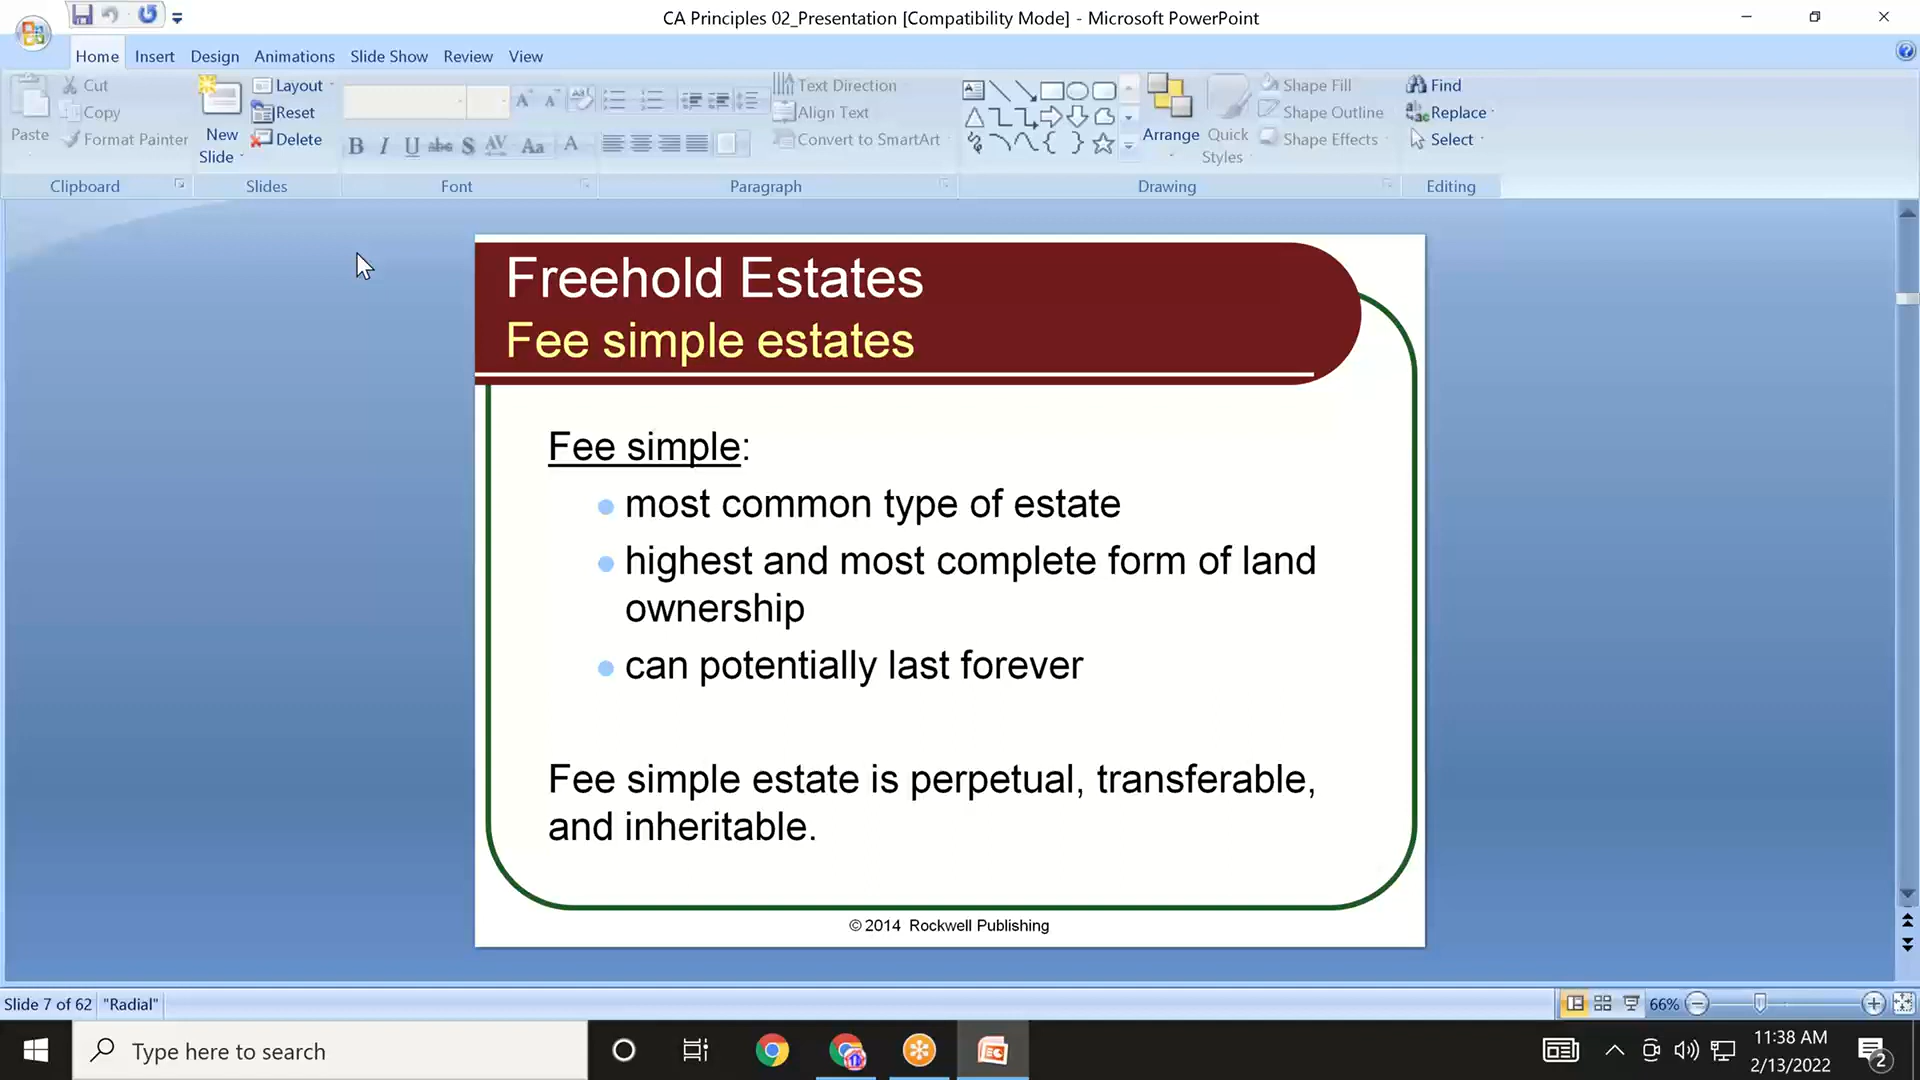 CA Principles 02_Presentation [Compatibility Mode] - Microsoft PowerPoint
Home Insert Design Animations Slide Show Review View
Paste
Cut
Copy
Format Painter
Clipboard
New
Slide
Layout
Reset
Delete
Slides
B I U abc S AV Aa A
Font
Text Direction
Align Text
Convert to SmartArt
Paragraph
Arrange
Quick
Styles
Shape Fill
Shape Outline
Shape Effects
Drawing
Find
Replace
Select
Editing
Freehold Estates
Fee simple estates
Fee simple:
most common type of estate
highest and most complete form of land
ownership
can potentially last forever
Fee simple estate is perpetual, transferable,
and inheritable.
© 2014 Rockwell Publishing
Slide 7 of 62 "Radial" 66%
Type here to search
11:38 AM
2/13/2022
2